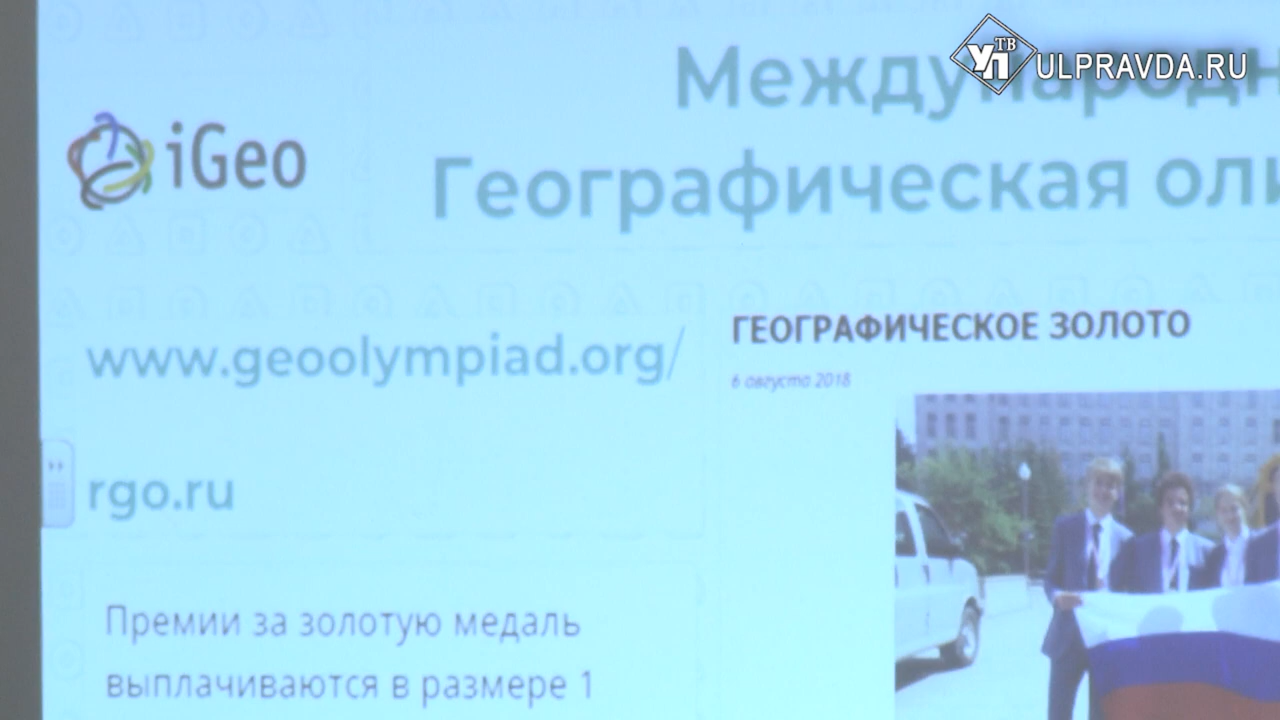 УП ТВ ULPRAVDA.RU
Международн
iGeo
Географическая оли
www.geoolympiad.org/
ГЕОГРАФИЧЕСКОЕ ЗОЛОТО
6 августа 2018
rgo.ru
Премии за золотую медаль
выплачиваются в размере 1